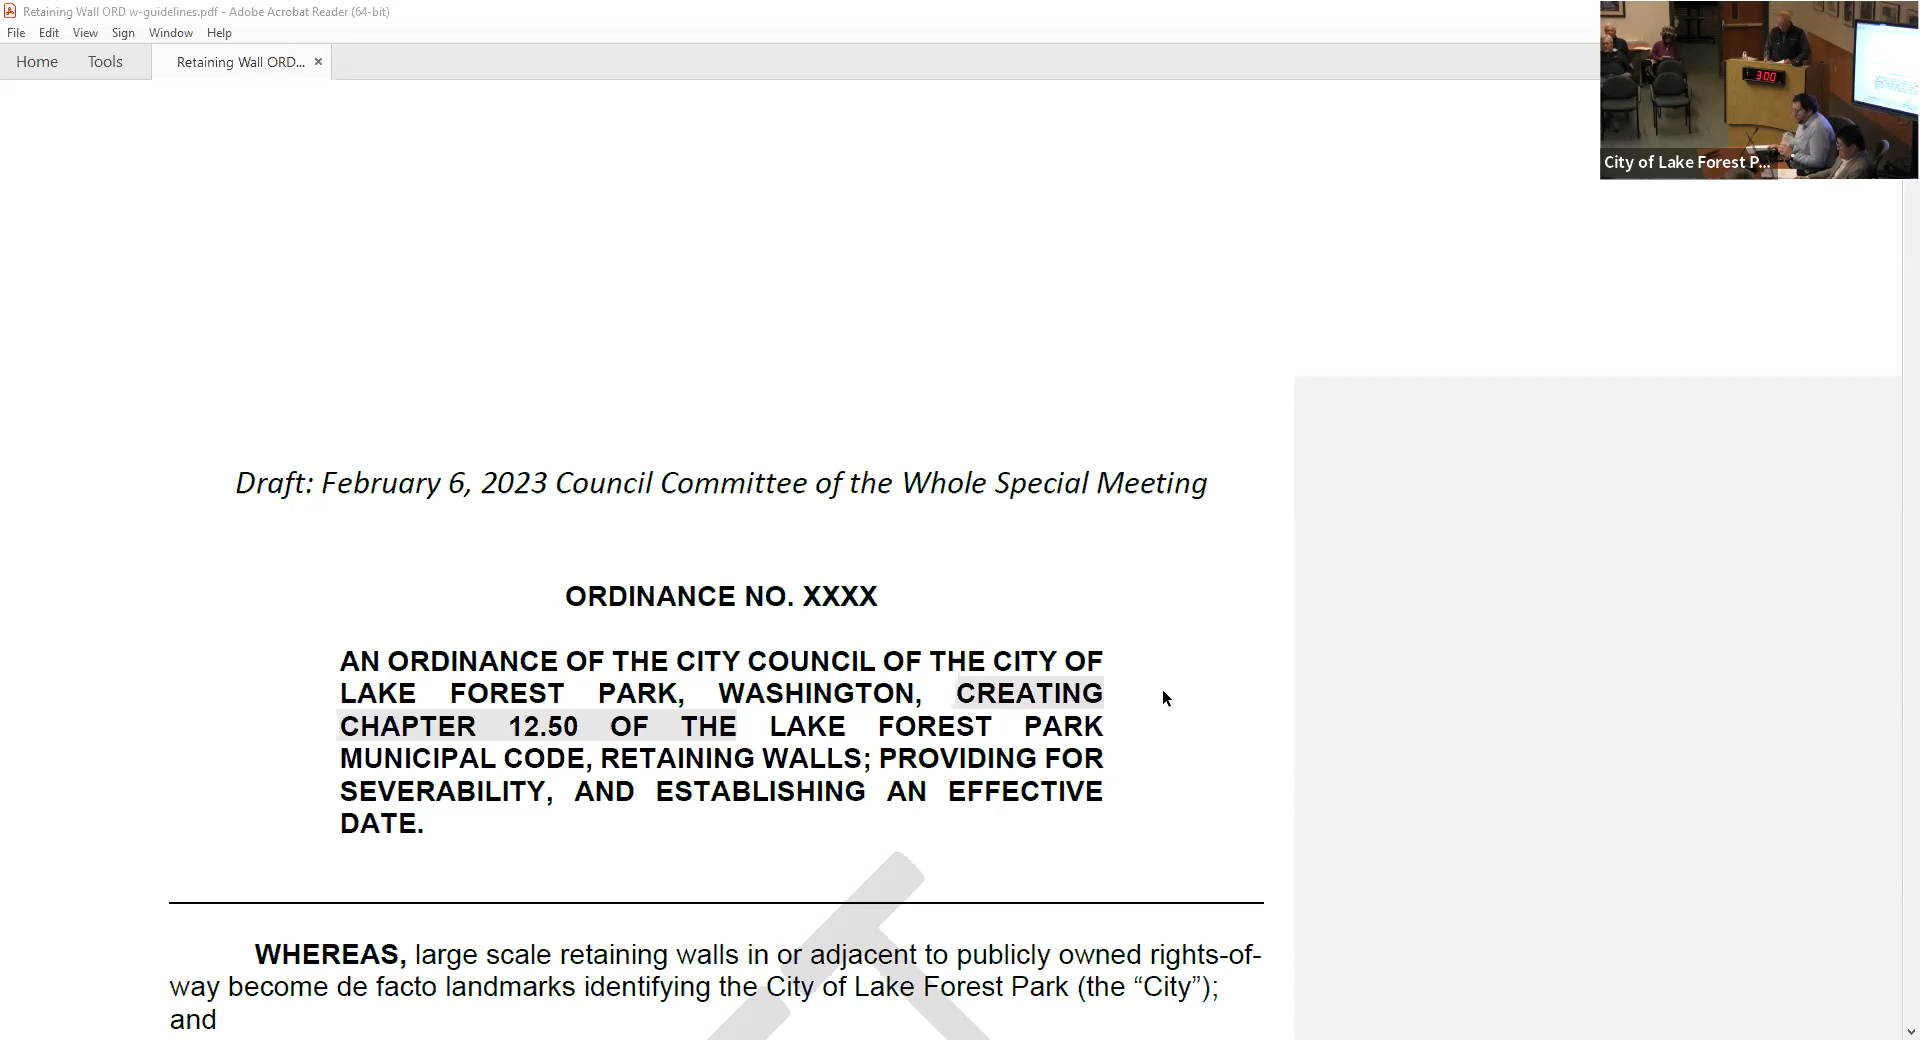 Retaining Wall ORD w-guidelines.pdf - Adobe Acrobat Reader (64-bit)
File Edit View Sign Window Help
Home Tools Retaining Wall ORD... ×
3:00
City of Lake Forest P...
Draft: February 6, 2023 Council Committee of the Whole Special Meeting
ORDINANCE NO. XXXX
AN ORDINANCE OF THE CITY COUNCIL OF THE CITY OF
LAKE FOREST PARK, WASHINGTON, CREATING
CHAPTER 12.50 OF THE LAKE FOREST PARK
MUNICIPAL CODE, RETAINING WALLS; PROVIDING FOR
SEVERABILITY, AND ESTABLISHING AN EFFECTIVE
DATE.
WHEREAS, large scale retaining walls in or adjacent to publicly owned rights-of-
way become de facto landmarks identifying the City of Lake Forest Park (the “City”);
and